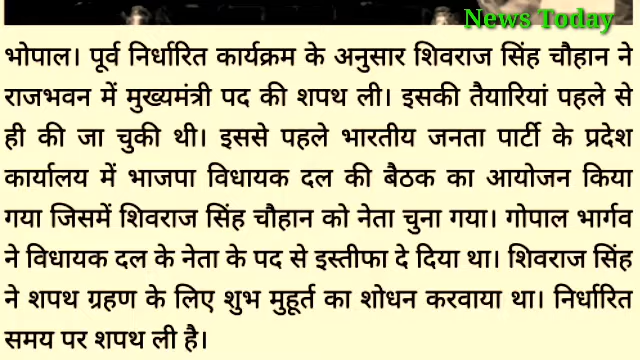 News Today
भोपाल। पूर्व निर्धारित कार्यक्रम के अनुसार शिवराज सिंह चौहान ने
राजभवन में मुख्यमंत्री पद की शपथ ली। इसकी तैयारियां पहले से
ही की जा चुकी थी। इससे पहले भारतीय जनता पार्टी के प्रदेश
कार्यालय में भाजपा विधायक दल की बैठक का आयोजन किया
गया जिसमें शिवराज सिंह चौहान को नेता चुना गया। गोपाल भार्गव
ने विधायक दल के नेता के पद से इस्तीफा दे दिया था। शिवराज सिंह
ने शपथ ग्रहण के लिए शुभ मुहूर्त का शोधन करवाया था। निर्धारित
समय पर शपथ ली है।